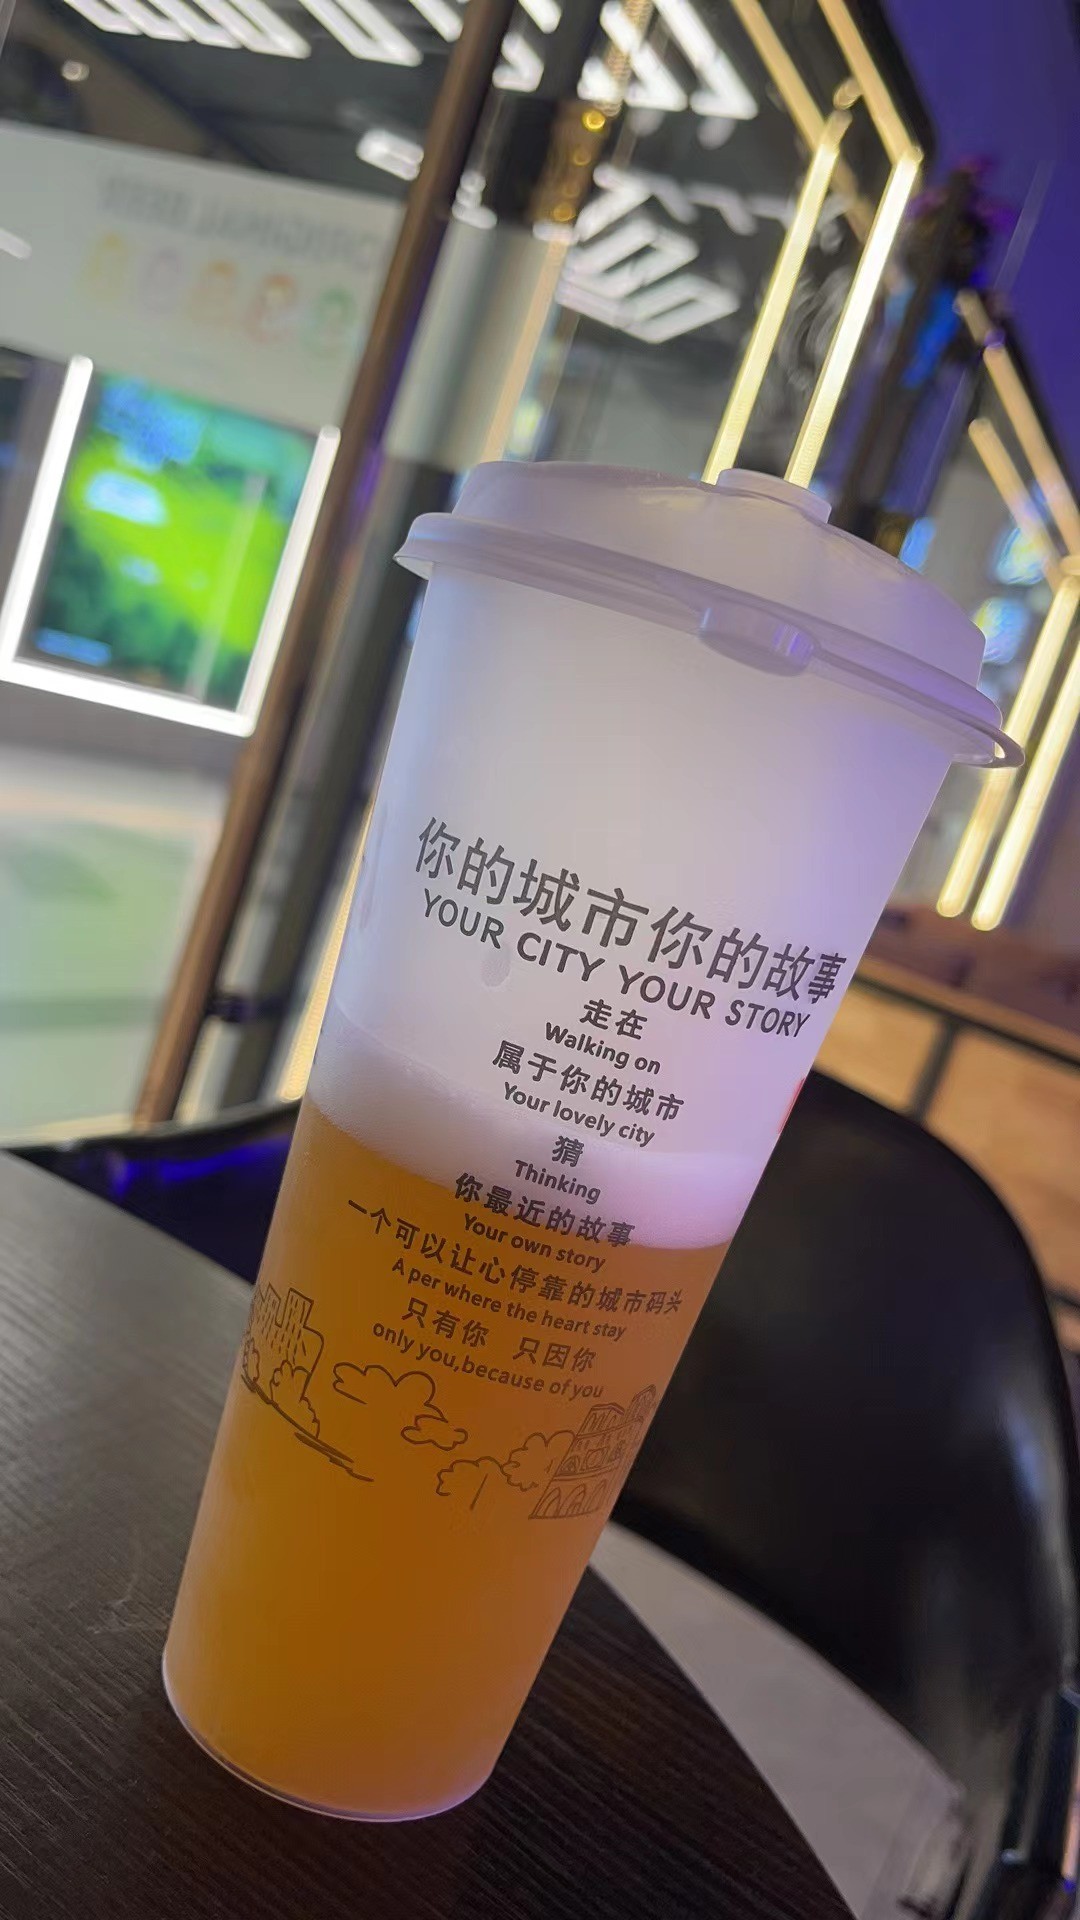 ORIGINAL BEER
你的城市你的故事
YOUR CITY YOUR STORY
走在
Walking on
属于你的城市
Your lovely city
猜
Thinking
你最近的故事
Your own story
一个可以让心停靠的城市码头
A per where the heart stay
只有你 只因你
only you,because of you